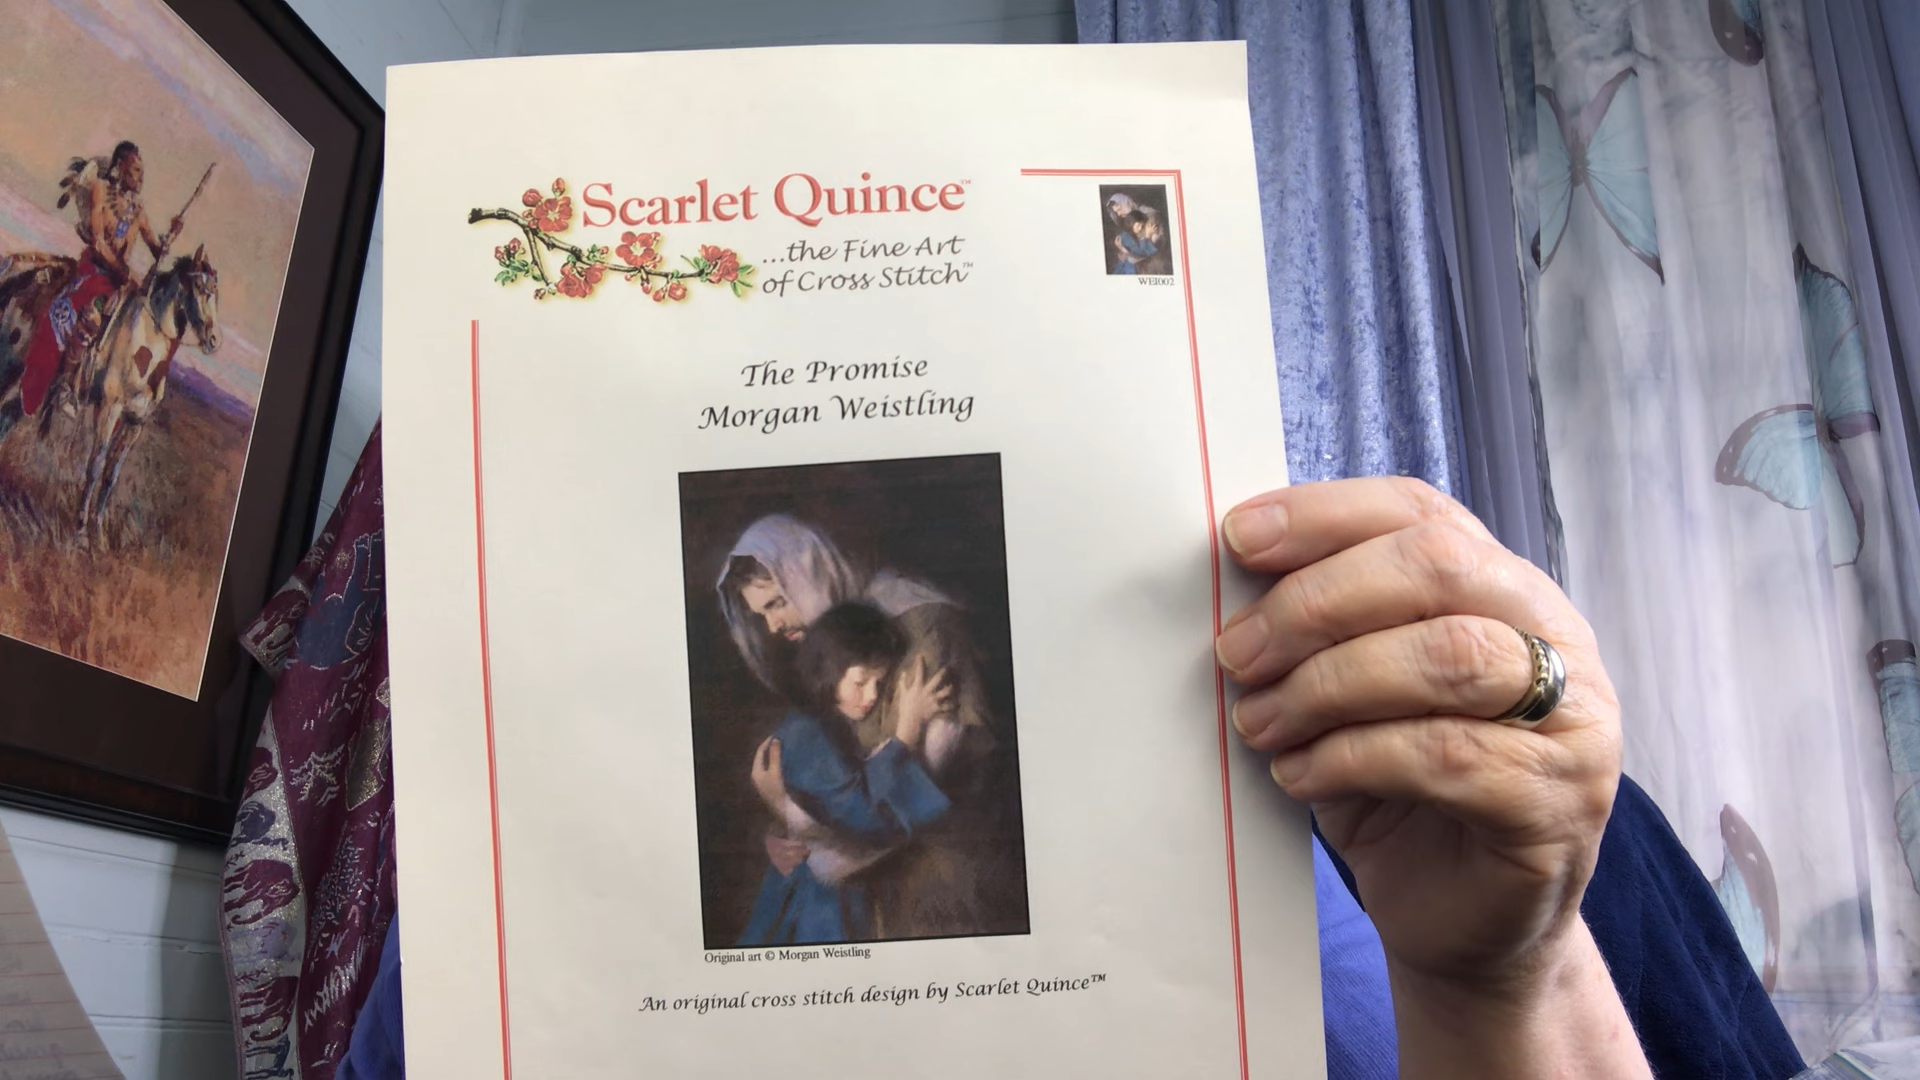 Scarlet Quince™
...the Fine Art
of Cross Stitch™
WEI002
The Promise
Morgan Weistling
Original art © Morgan Weistling
An original cross stitch design by Scarlet Quince™